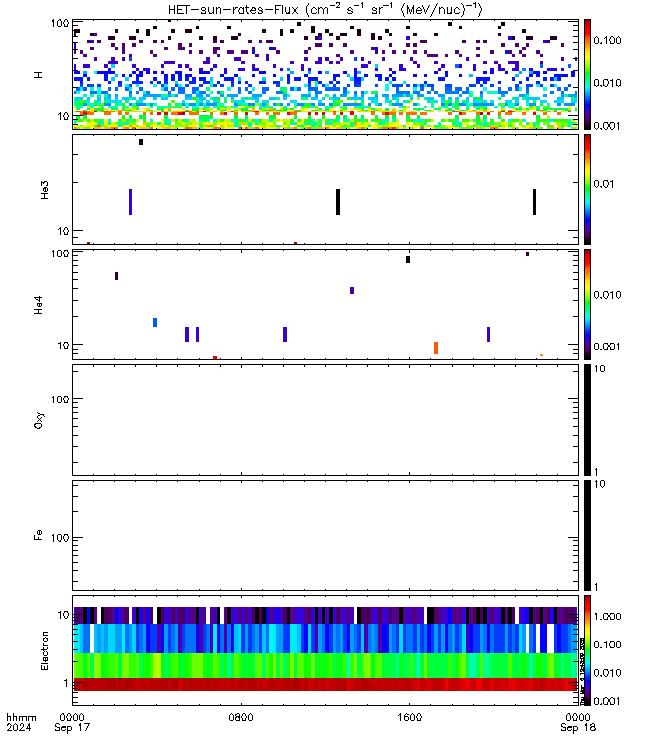 HET-sun-rates-Flux (cm⁻² s⁻¹ sr⁻¹ (MeV/nuc)⁻¹)
100
10
H
0.100
0.010
0.001
10
He3
0.01
100
10
He4
0.010
0.001
100
Oxy
10
1
100
Fe
10
1
10
1
Electron
1.000
0.100
0.010
0.001
hhmm
2024
0000
Sep 17
0800
1600
0000
Sep 18